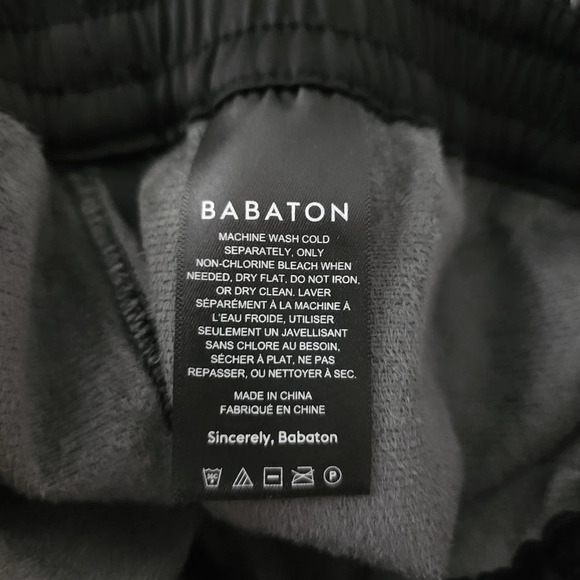 BABATON
MACHINE WASH COLD
SEPARATELY, ONLY
NON-CHLORINE BLEACH WHEN
NEEDED, DRY FLAT, DO NOT IRON,
OR DRY CLEAN. LAVER
SÉPARÉMENT À LA MACHINE À
L'EAU FROIDE, UTILISER
SEULEMENT UN JAVELLISANT
SANS CHLORE AU BESOIN,
SÉCHER À PLAT, NE PAS
REPASSER, OU NETTOYER À SEC.
MADE IN CHINA
FABRIQUÉ EN CHINE
Sincerely, Babaton
P